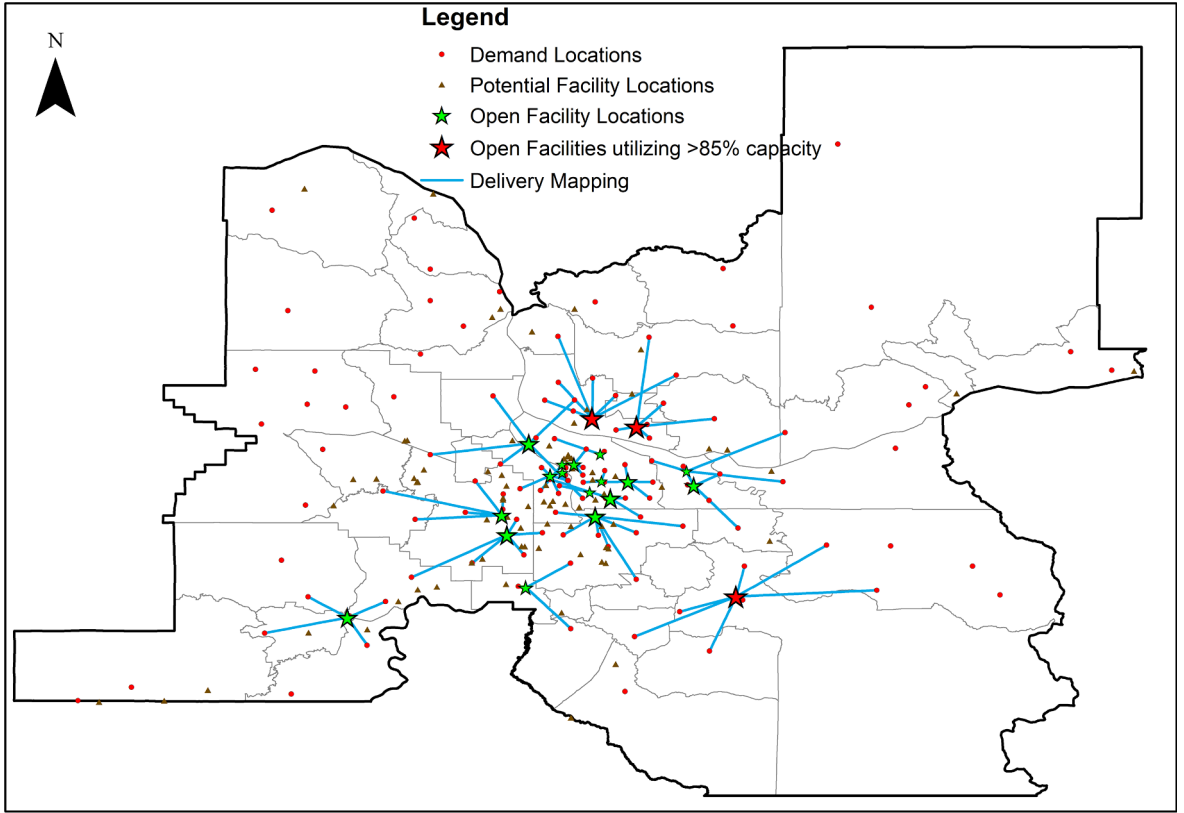 Legend
N
Demand Locations
Potential Facility Locations
Open Facility Locations
Open Facilities utilizing >85% capacity
Delivery Mapping